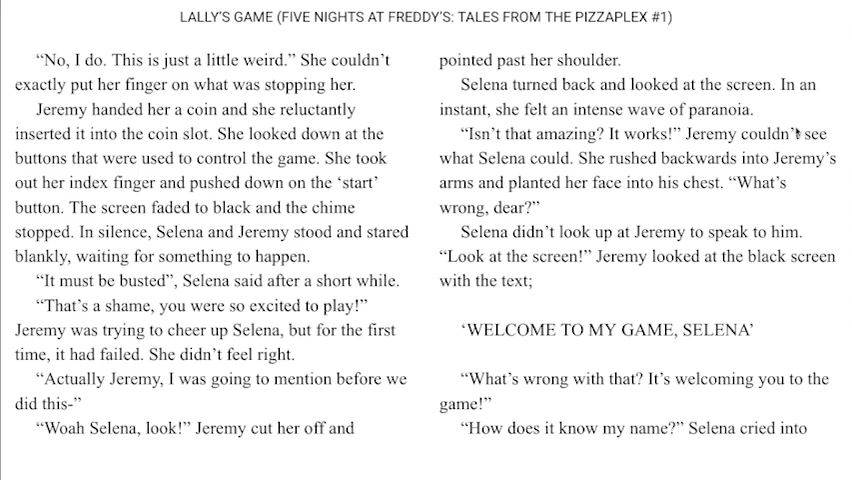 LALLY'S GAME (FIVE NIGHTS AT FREDDY'S: TALES FROM THE PIZZAPLEX #1)
“No, I do. This is just a little weird.” She couldn’t
exactly put her finger on what was stopping her.
Jeremy handed her a coin and she reluctantly
inserted it into the coin slot. She looked down at the
buttons that were used to control the game. She took
out her index finger and pushed down on the ‘start’
button. The screen faded to black and the chime
stopped. In silence, Selena and Jeremy stood and stared
blankly, waiting for something to happen.
“It must be busted”, Selena said after a short while.
“That’s a shame, you were so excited to play!”
Jeremy was trying to cheer up Selena, but for the first
time, it had failed. She didn’t feel right.
“Actually Jeremy, I was going to mention before we
did this-”
“Woah Selena, look!” Jeremy cut her off and
pointed past her shoulder.
Selena turned back and looked at the screen. In an
instant, she felt an intense wave of paranoia.
“Isn’t that amazing? It works!” Jeremy couldn’t see
what Selena could. She rushed backwards into Jeremy’s
arms and planted her face into his chest. “What’s
wrong, dear?”
Selena didn’t look up at Jeremy to speak to him.
“Look at the screen!” Jeremy looked at the black screen
with the text;
‘WELCOME TO MY GAME, SELENA’
“What’s wrong with that? It’s welcoming you to the
game!”
“How does it know my name?” Selena cried into